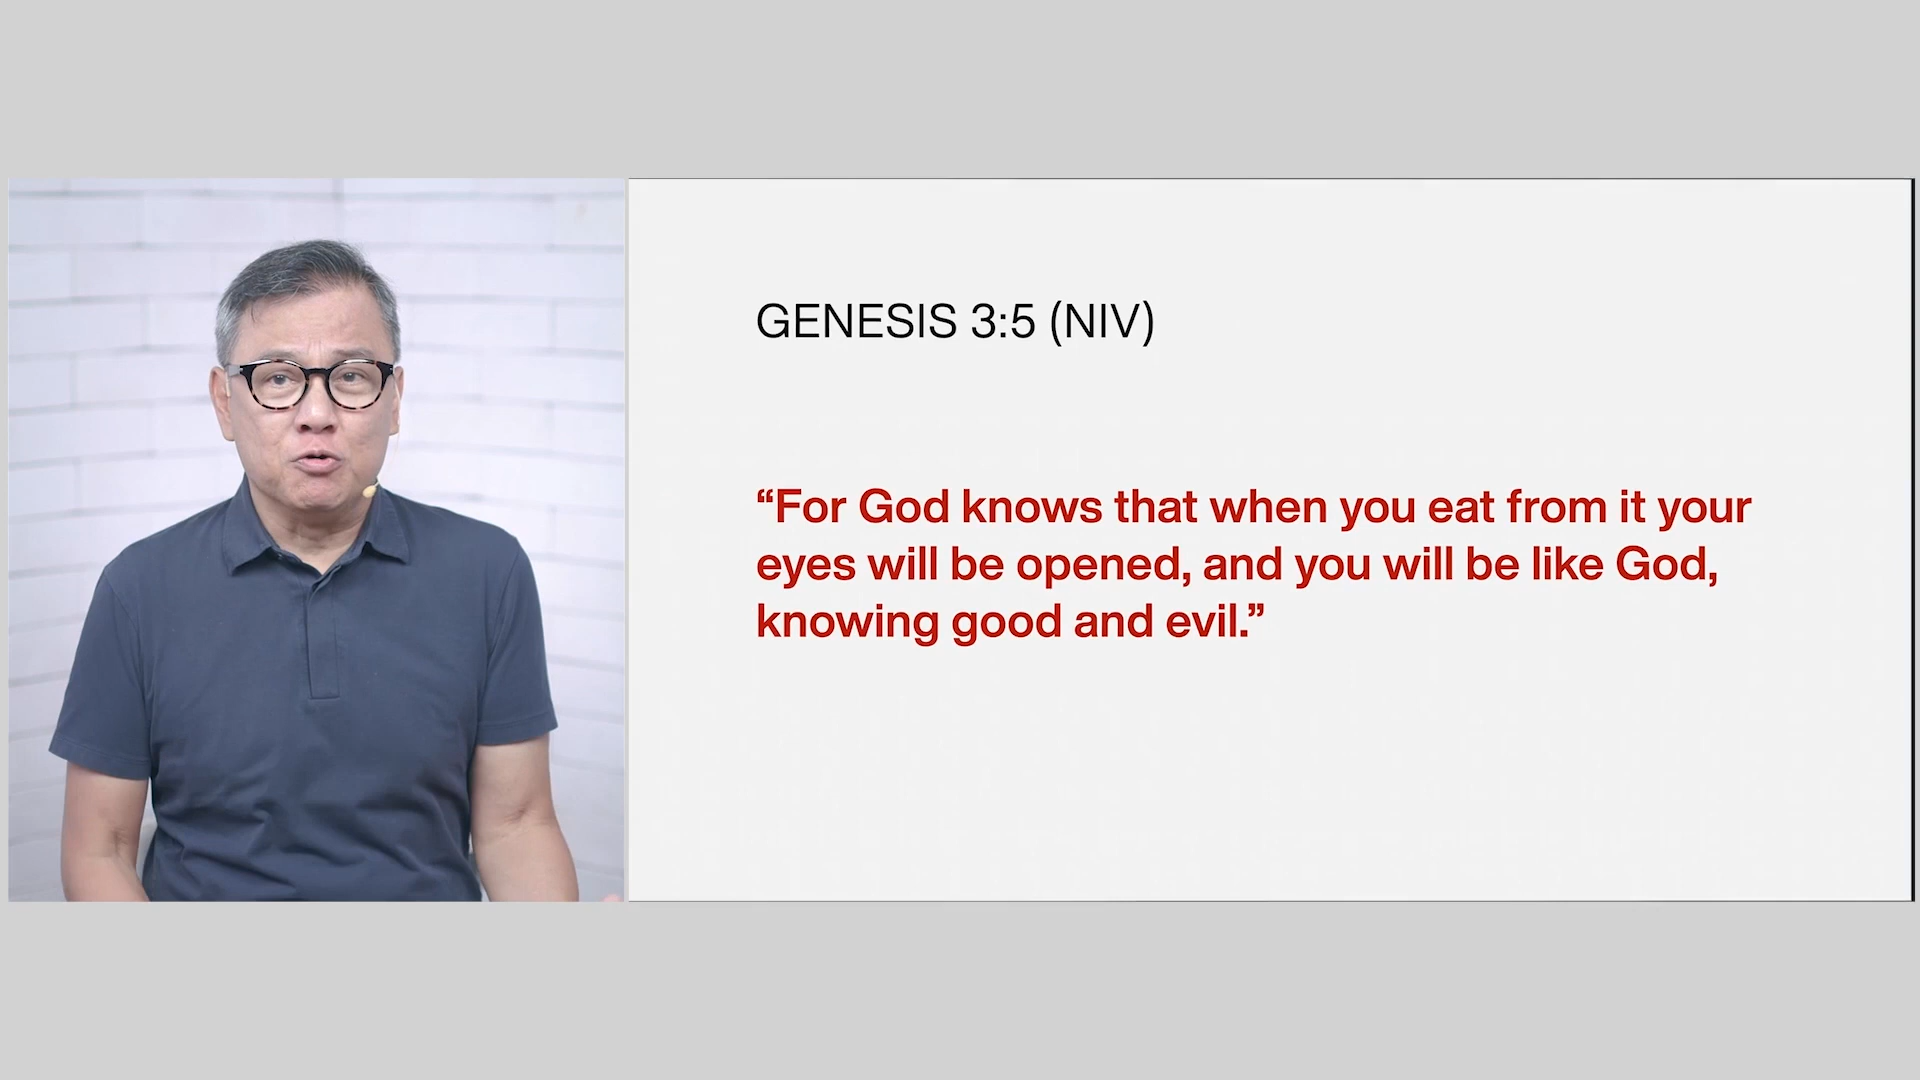 GENESIS 3:5 (NIV)
“For God knows that when you eat from it your
eyes will be opened, and you will be like God,
knowing good and evil.”